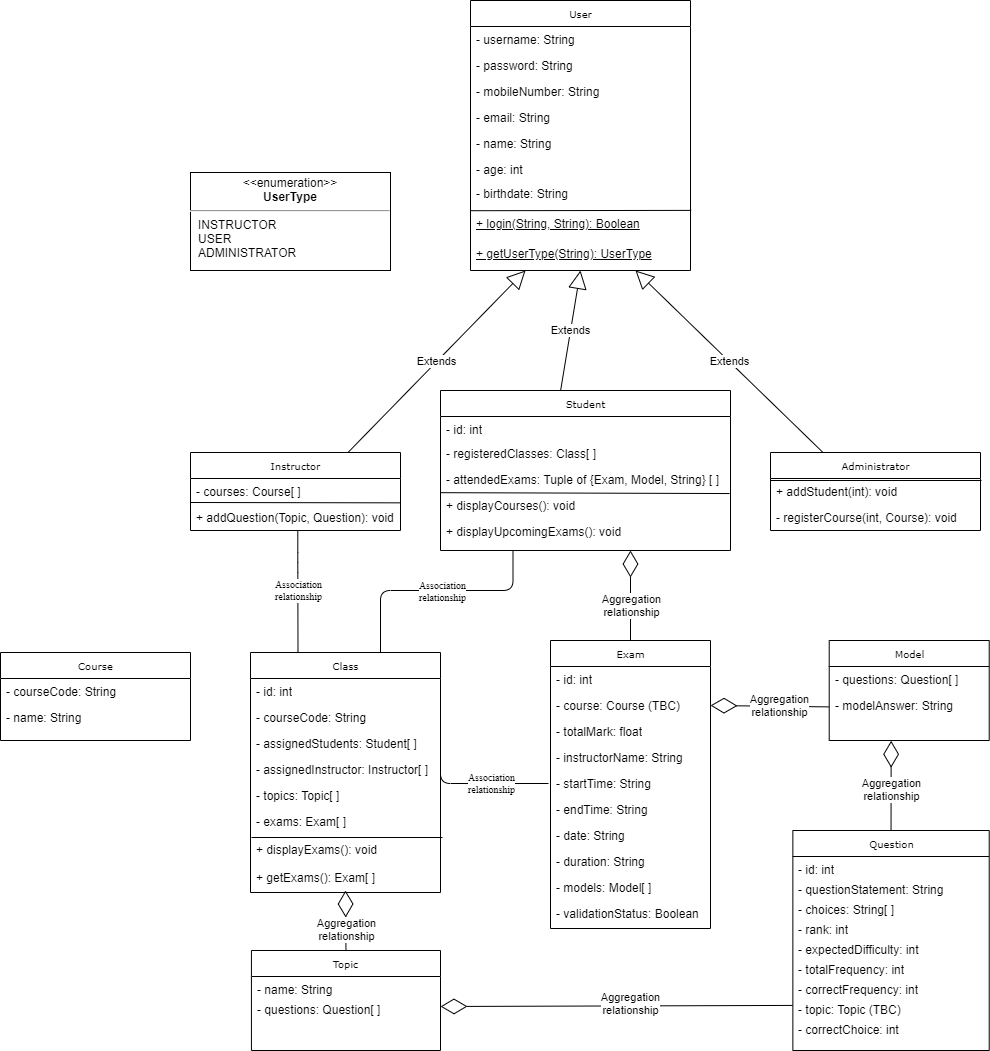 User
- username: String
- password: String
- mobileNumber: String
- email: String
- name: String
- age: int
- birthdate: String
+ login(String, String): Boolean
+ getUserType(String): UserType
<<enumeration>>
UserType
INSTRUCTOR
USER
ADMINISTRATOR
Extends
Extends
Extends
Instructor
- courses: Course[ ]
+ addQuestion(Topic, Question): void
Student
- id: int
- registeredClasses: Class[ ]
- attendedExams: Tuple of {Exam, Model, String} [ ]
+ displayCourses(): void
+ displayUpcomingExams(): void
Administrator
+ addStudent(int): void
- registerCourse(int, Course): void
Association
relationship
Association
relationship
Aggregation
relationship
Course
- courseCode: String
- name: String
Class
- id: int
- courseCode: String
- assignedStudents: Student[ ]
- assignedInstructor: Instructor[ ]
- topics: Topic[ ]
- exams: Exam[ ]
+ displayExams(): void
+ getExams(): Exam[ ]
Association
relationship
Exam
- id: int
- course: Course (TBC)
- totalMark: float
- instructorName: String
- startTime: String
- endTime: String
- date: String
- duration: String
- models: Model[ ]
- validationStatus: Boolean
Aggregation
relationship
Model
- questions: Question[ ]
- modelAnswer: String
Aggregation
relationship
Question
- id: int
- questionStatement: String
- choices: String[ ]
- rank: int
- expectedDifficulty: int
- totalFrequency: int
- correctFrequency: int
- topic: Topic (TBC)
- correctChoice: int
Aggregation
relationship
Topic
- name: String
- questions: Question[ ]
Aggregation
relationship